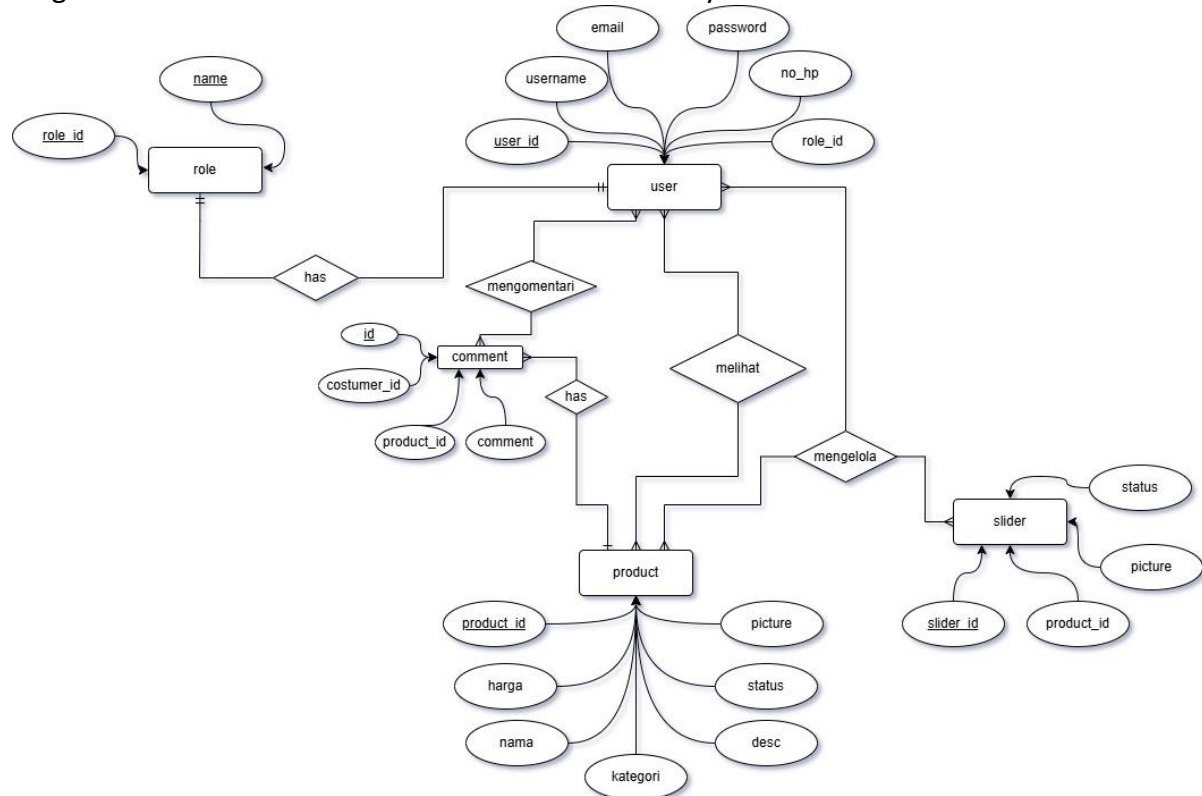 email
password
name
username
no_hp
role_id
user_id
role_id
role
user
has
mengomentari
id
comment
melihat
costumer_id
has
product_id
comment
mengelola
status
slider
product
picture
product_id
picture
slider_id
product_id
harga
status
nama
desc
kategori